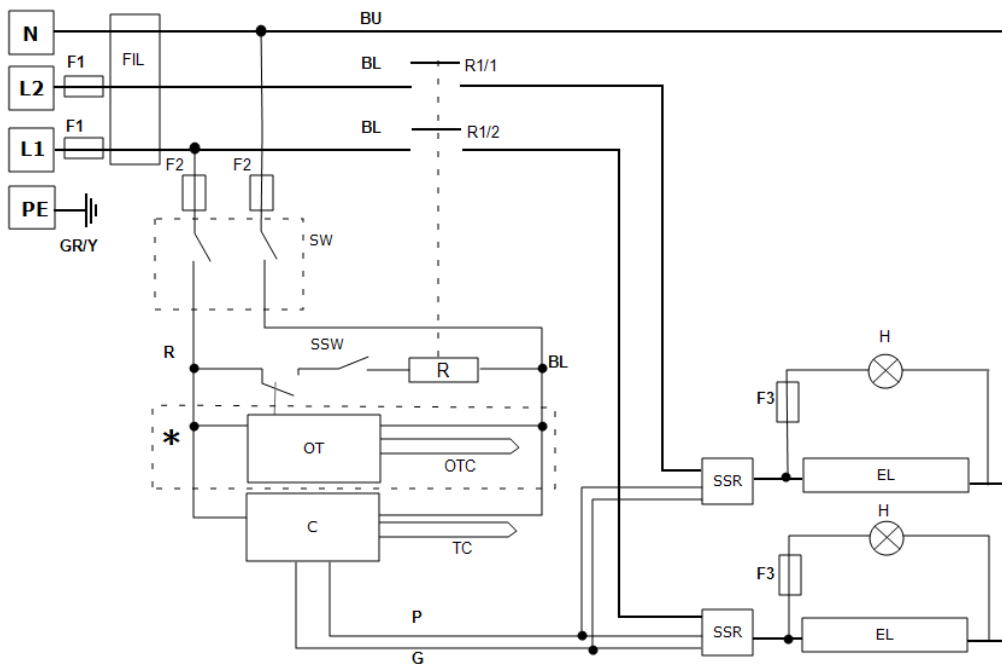 N
BU
F1
FIL
L2
BL
R1/1
F1
L1
BL
R1/2
F2
F2
PE
GR/Y
SW
R
SSW
R
BL
H
F3
*
OT
OTC
SSR
EL
C
TC
H
F3
P
SSR
EL
G